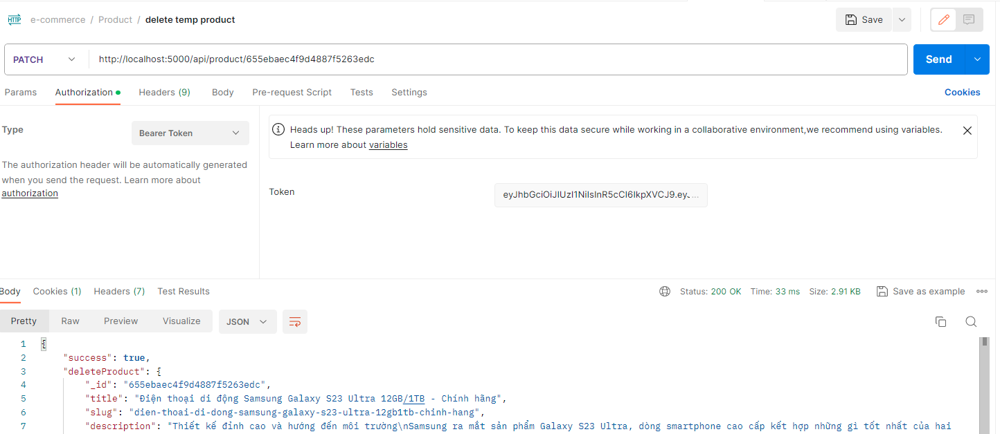 HTTP e-commerce / Product / delete temp product Save
PATCH http://localhost:5000/api/product/655ebaec4f9d4887f5263edc Send
Params Authorization Headers (9) Body Pre-request Script Tests Settings Cookies
Type Bearer Token
The authorization header will be automatically generated
when you send the request. Learn more about
authorization
Heads up! These parameters hold sensitive data. To keep this data secure while working in a collaborative environment,we recommend using variables.
Learn more about variables
Token eyJhbGciOiJIUzI1NiIsInR5cCI6IkpXVCJ9.eyJ...
Body Cookies (1) Headers (7) Test Results Status: 200 OK Time: 33 ms Size: 2.91 KB Save as example
Pretty Raw Preview Visualize JSON
1 {
2 "success": true,
3 "deleteProduct": {
4 "_id": "655ebaec4f9d4887f5263edc",
5 "title": "Điện thoại di động Samsung Galaxy S23 Ultra 12GB/1TB - Chính hãng",
6 "slug": "dien-thoai-di-dong-samsung-galaxy-s23-ultra-12gb1tb-chinh-hang",
7 "description": "Thiết kế đỉnh cao và hướng đến môi trường\nSamsung ra mắt sản phẩm Galaxy S23 Ultra, dòng smartphone cao cấp kết hợp những gì tốt nhất của hai